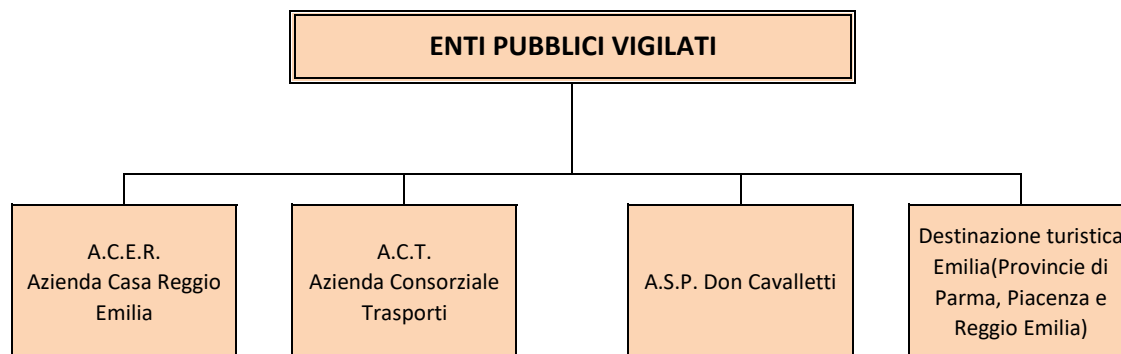 ENTI PUBBLICI VIGILATI
A.C.E.R.
Azienda Casa Reggio
Emilia
A.C.T.
Azienda Consorziale
Trasporti
A.S.P. Don Cavalletti
Destinazione turistica
Emilia(Provincie di
Parma, Piacenza e
Reggio Emilia)